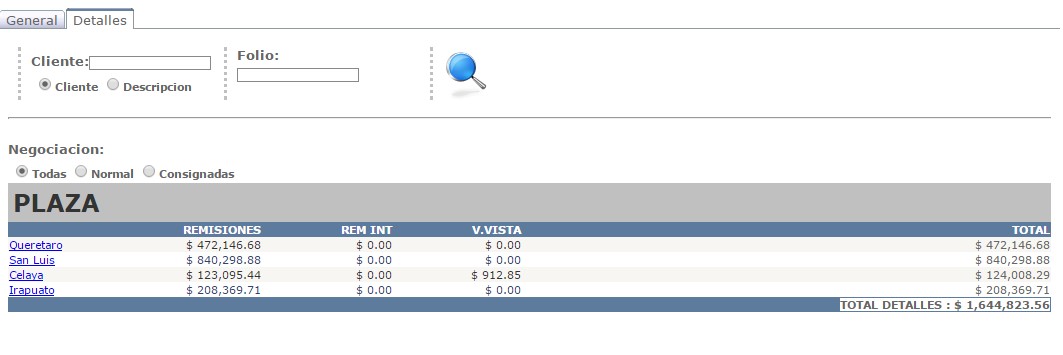 General Detalles
Cliente: Folio:
Cliente Descripcion
Negociacion:
Todas Normal Consignadas
PLAZA
REMISIONES REM INT V.VISTA TOTAL
Queretaro $ 472,146.68 $ 0.00 $ 0.00 $ 472,146.68
San Luis $ 840,298.88 $ 0.00 $ 0.00 $ 840,298.88
Celaya $ 123,095.44 $ 0.00 $ 912.85 $ 124,008.29
Irapuato $ 208,369.71 $ 0.00 $ 0.00 $ 208,369.71
TOTAL DETALLES : $ 1,644,823.56